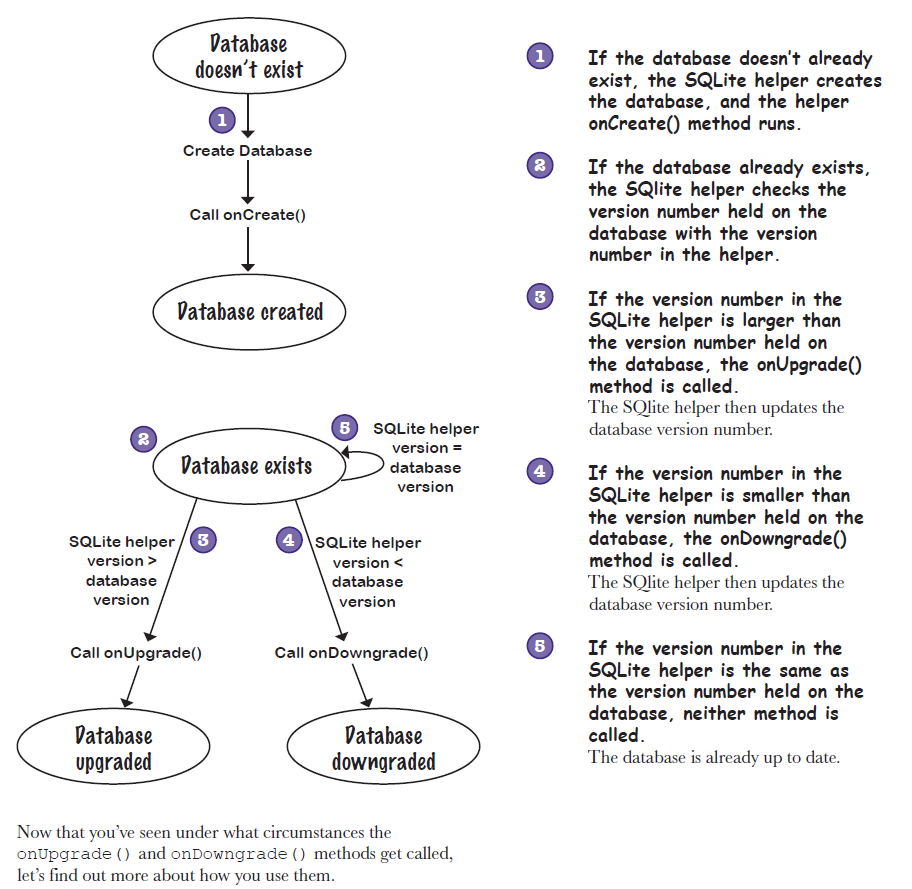 Database
doesn't exist
1
Create Database
Call onCreate()
Database created
2
Database exists
5
SQLite helper
version =
database
version
SQLite helper
version >
database
version
3
4
SQLite helper
version <
database
version
Call onUpgrade()
Call onDowngrade()
Database
upgraded
Database
downgraded
1
If the database doesn't already
exist, the SQLite helper creates
the database, and the helper
onCreate() method runs.
2
If the database already exists,
the SQlite helper checks the
version number held on the
database with the version
number in the helper.
3
If the version number in the
SQLite helper is larger than
the version number held on
the database, the onUpgrade()
method is called.
The SQlite helper then updates the
database version number.
4
If the version number in the
SQLite helper is smaller than
the version number held on the
database, the onDowngrade()
method is called.
The SQlite helper then updates the
database version number.
5
If the version number in the
SQLite helper is the same as
the version number held on the
database, neither method is
called.
The database is already up to date.
Now that you've seen under what circumstances the
onUpgrade() and onDowngrade() methods get called,
let's find out more about how you use them.